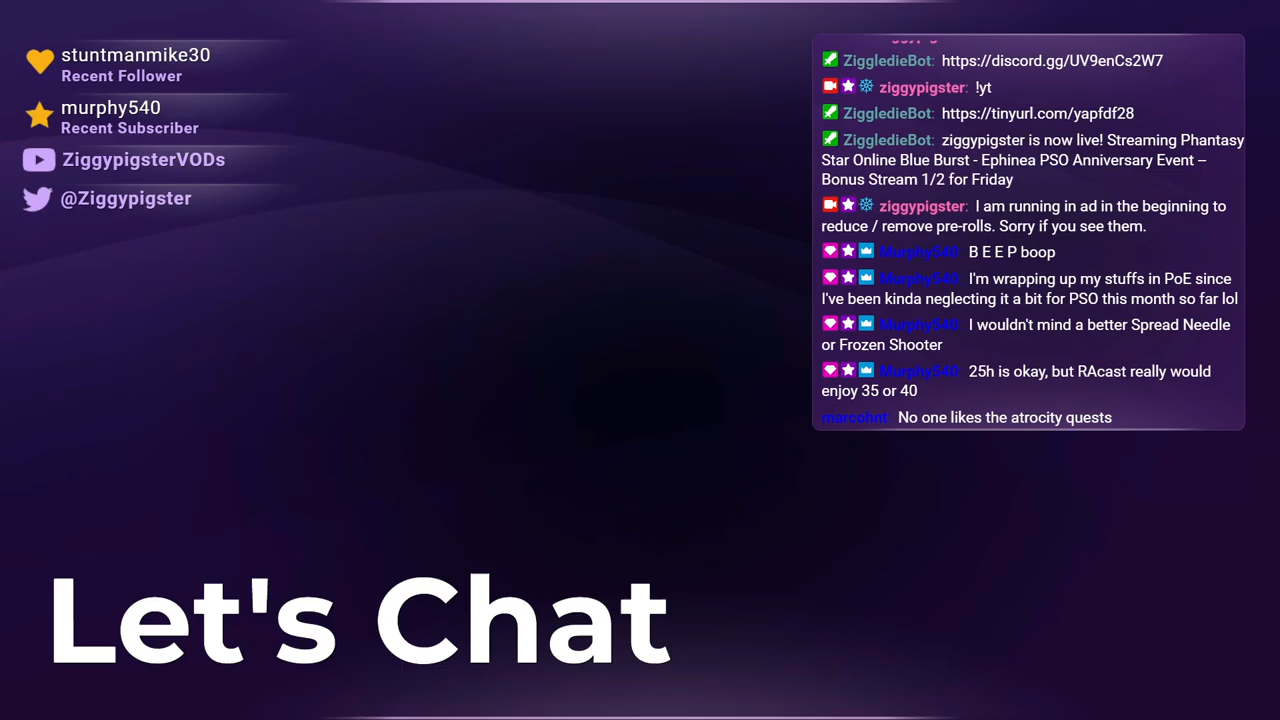 stuntmanmike30
Recent Follower
murphy540
Recent Subscriber
ZiggypigsterVODs
@Ziggypigster
ZiggledieBot: https://discord.gg/UV9enCs2W7
ziggypigster: !yt
ZiggledieBot: https://tinyurl.com/yapfdf28
ZiggledieBot: ziggypigster is now live! Streaming Phantasy
Star Online Blue Burst - Ephinea PSO Anniversary Event –
Bonus Stream 1/2 for Friday
ziggypigster: I am running in ad in the beginning to
reduce / remove pre-rolls. Sorry if you see them.
Murphy540: B E E P boop
Murphy540: I'm wrapping up my stuffs in PoE since
I've been kinda neglecting it a bit for PSO this month so far lol
Murphy540: I wouldn't mind a better Spread Needle
or Frozen Shooter
Murphy540: 25h is okay, but RAcast really would
enjoy 35 or 40
marcohnt: No one likes the atrocity quests
Let's Chat